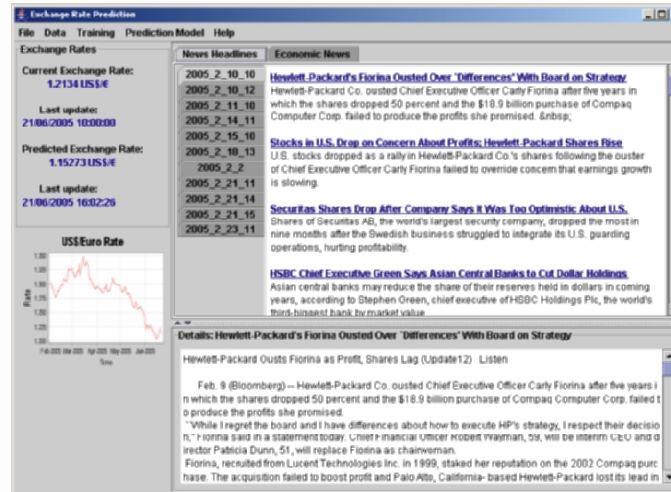 Exchange Rate Prediction
File Data Training Prediction Model Help
Exchange Rates
Current Exchange Rate:
1.2134 US$/€
Last update:
21/06/2005 10:00:00
Predicted Exchange Rate:
1.15273 US$/€
Last update:
21/06/2005 16:02:26
US$/Euro Rate
Rate
Feb-2005 Mar-2005 Apr-2005 May-2005 Jun-2005
Time
News Headlines Economic News
2005_2_10_10
2005_2_10_12
2005_2_11_10
2005_2_14_11
2005_2_15_10
2005_2_18_13
2005_2_2
2005_2_21_11
2005_2_21_14
2005_2_21_15
2005_2_23_11
Hewlett-Packard's Fiorina Ousted Over `Differences' With Board on Strategy
Hewlett-Packard Co. ousted Chief Executive Officer Carly Fiorina after five years in
which the shares dropped 50 percent and the $18.9 billion purchase of Compaq
Computer Corp. failed to produce the profits she promised. &nbsp;
Stocks in U.S. Drop on Concern About Profits; Hewlett-Packard Shares Rise
U.S. stocks dropped as a rally in Hewlett-Packard Co.'s shares following the ouster
of Chief Executive Officer Carly Fiorina failed to override concern that earnings growth
is slowing.
Securitas Shares Drop After Company Says It Was Too Optimistic About U.S.
Shares of Securitas AB, the world's largest security company, dropped the most in
nine months after the Swedish business struggled to integrate its U.S. guarding
operations, hurting profitability.
HSBC Chief Executive Green Says Asian Central Banks to Cut Dollar Holdings
Asian central banks may reduce the share of their reserves held in dollars in coming
years, according to Stephen Green, chief executive of HSBC Holdings Plc, the world's
third-biggest bank by market value
Details: Hewlett-Packard's Fiorina Ousted Over `Differences' With Board on Strategy
Hewlett-Packard Ousts Fiorina as Profit, Shares Lag (Update12) Listen
Feb. 9 (Bloomberg) -- Hewlett-Packard Co. ousted Chief Executive Officer Carly Fiorina after five years i
n which the shares dropped 50 percent and the $18.9 billion purchase of Compaq Computer Corp. failed t
o produce the profits she promised.
``While I regret the board and I have differences about how to execute HP's strategy, I respect their decisio
n,'' Fiorina said in a statement today. Chief Financial Officer Robert Wayman, 59, will be interim CEO and d
irector Patricia Dunn, 51, will replace Fiorina as chairwoman.
Fiorina, recruited from Lucent Technologies Inc. in 1999, staked her reputation on the 2002 Compaq purc
hase. The acquisition failed to boost profit and Palo Alto, California- based Hewlett-Packard lost its lead in